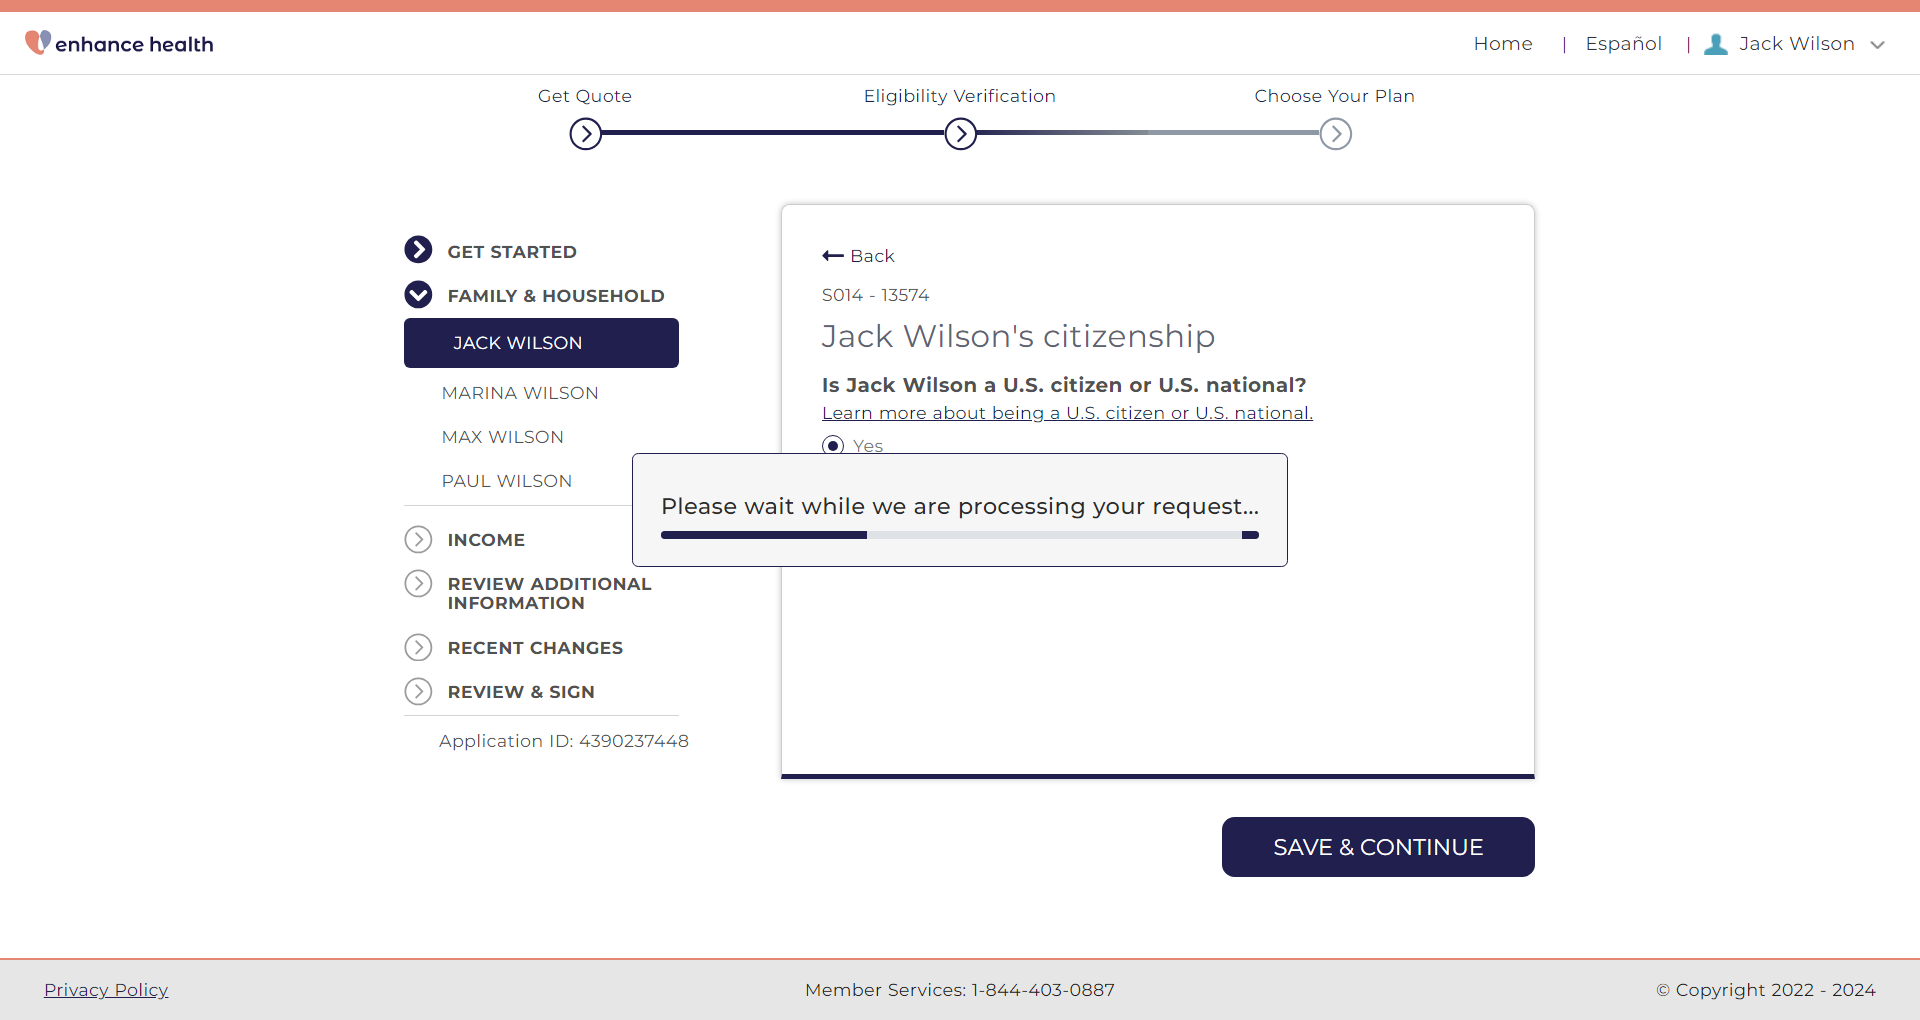 enhance health
Home | Español | Jack Wilson
Get Quote
Eligibility Verification
Choose Your Plan
GET STARTED
FAMILY & HOUSEHOLD
JACK WILSON
MARINA WILSON
MAX WILSON
PAUL WILSON
INCOME
REVIEW ADDITIONAL
INFORMATION
RECENT CHANGES
REVIEW & SIGN
Application ID: 4390237448
Back
S014 - 13574
Jack Wilson's citizenship
Is Jack Wilson a U.S. citizen or U.S. national?
Learn more about being a U.S. citizen or U.S. national.
Yes
Please wait while we are processing your request...
SAVE & CONTINUE
Privacy Policy
Member Services: 1-844-403-0887
© Copyright 2022 - 2024